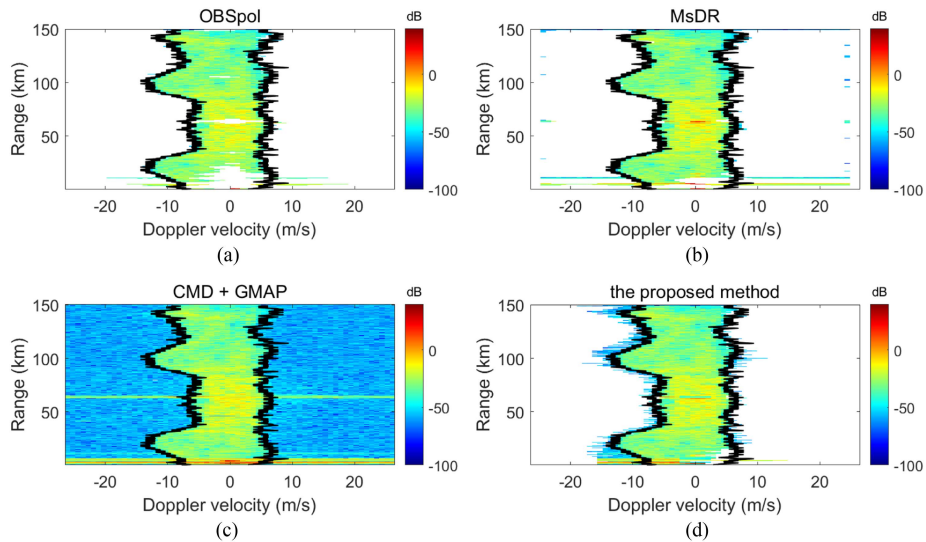 OBSpol
dB
150
100
50
Range (km)
0
-50
-100
-20 -10 0 10 20
Doppler velocity (m/s)
(a)
MsDR
dB
150
100
50
Range (km)
0
-50
-100
-20 -10 0 10 20
Doppler velocity (m/s)
(b)
CMD + GMAP
dB
150
100
50
Range (km)
0
-50
-100
-20 -10 0 10 20
Doppler velocity (m/s)
(c)
the proposed method
dB
150
100
50
Range (km)
0
-50
-100
-20 -10 0 10 20
Doppler velocity (m/s)
(d)